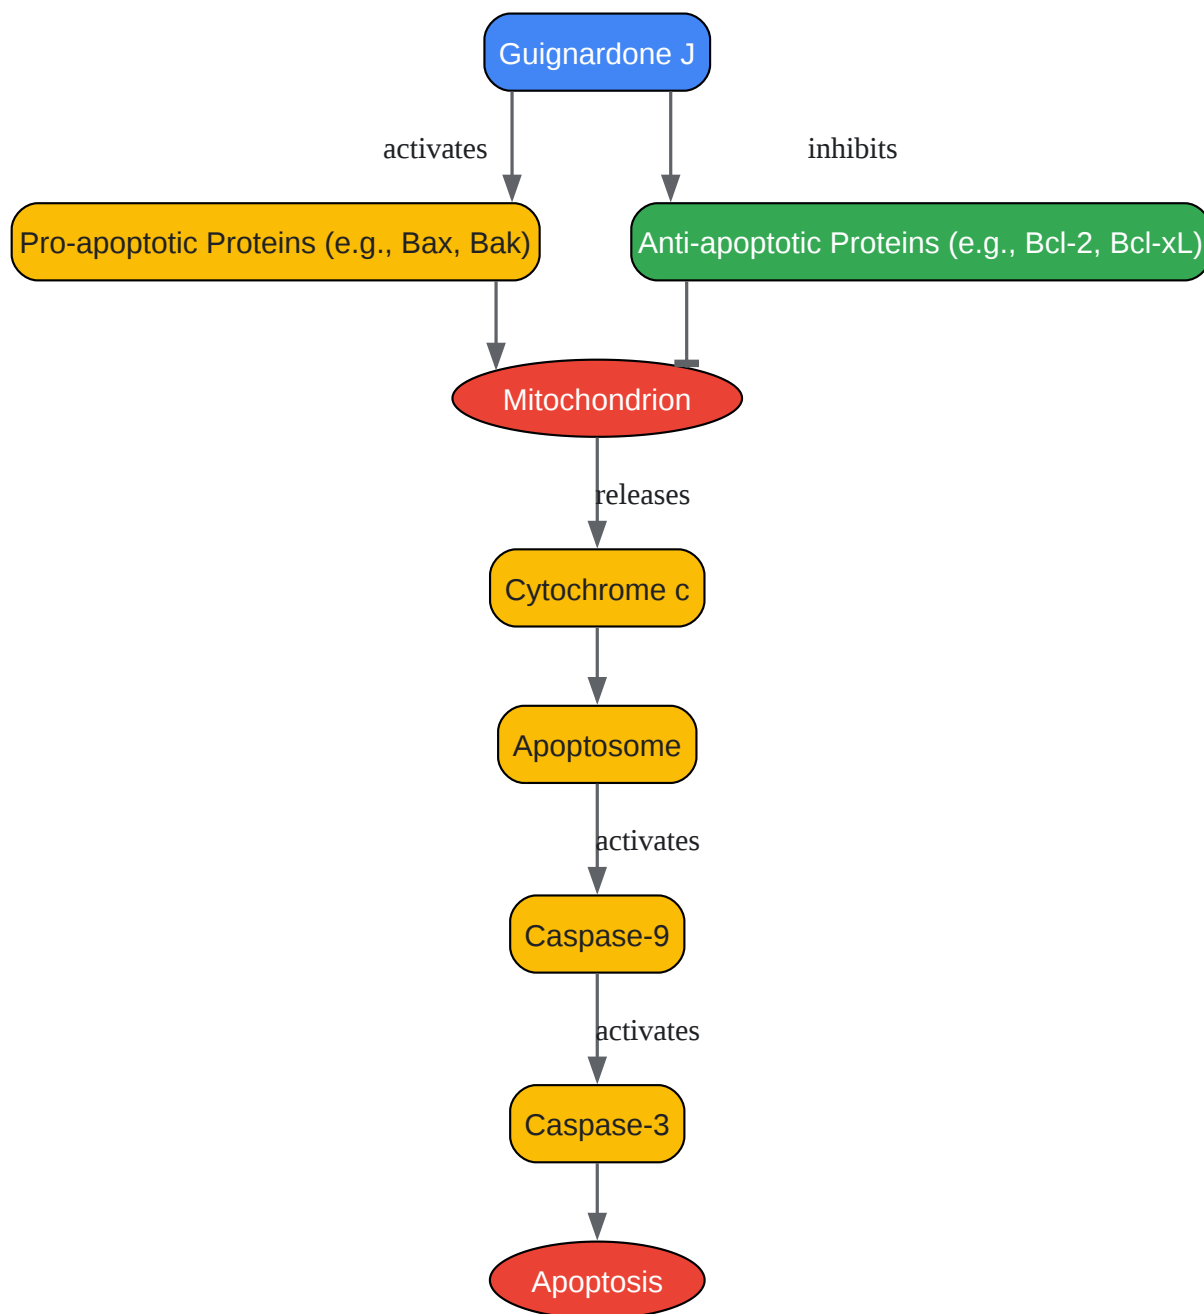 Guignardone J
activates
inhibits
Pro-apoptotic Proteins (e.g., Bax, Bak)
Anti-apoptotic Proteins (e.g., Bcl-2, Bcl-xL)
Mitochondrion
releases
Cytochrome c
Apoptosome
activates
Caspase-9
activates
Caspase-3
Apoptosis